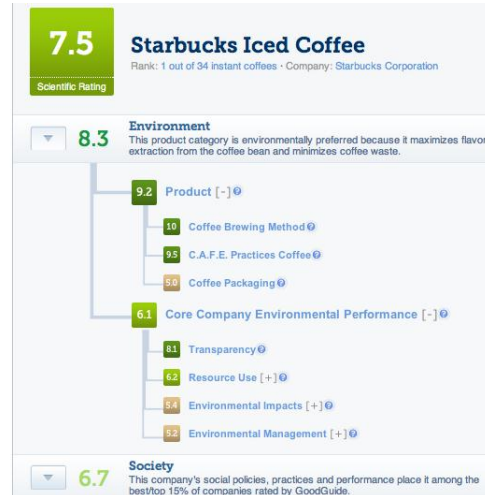 7.5
Scientific Rating
Starbucks Iced Coffee
Rank: 1 out of 34 instant coffees · Company: Starbucks Corporation
8.3
Environment
This product category is environmentally preferred because it maximizes flavor
extraction from the coffee bean and minimizes coffee waste.
9.2 Product [-] ?
10 Coffee Brewing Method ?
9.5 C.A.F.E. Practices Coffee ?
5.0 Coffee Packaging ?
6.1 Core Company Environmental Performance [-] ?
8.1 Transparency ?
6.2 Resource Use [+] ?
5.4 Environmental Impacts [+] ?
5.2 Environmental Management [+] ?
6.7
Society
This company's social policies, practices and performance place it among the
best/top 15% of companies rated by GoodGuide.